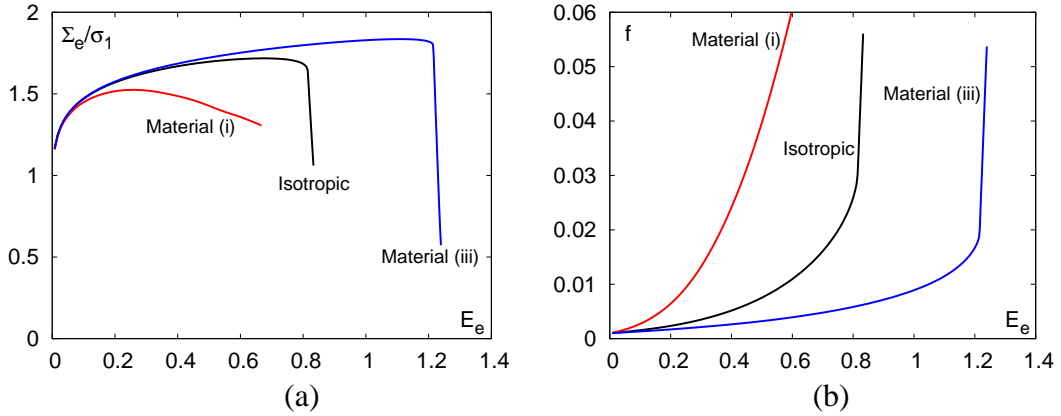 2
Σe/σ1
1.5
Material (i)
1
Isotropic
0.5
Material (iii)
0
Ee
0 0.2 0.4 0.6 0.8 1 1.2 1.4
(a)
0.06
f
Material (i)
0.05
Material (iii)
0.04
0.03
Isotropic
0.02
0.01
0
Ee
0 0.2 0.4 0.6 0.8 1 1.2 1.4
(b)